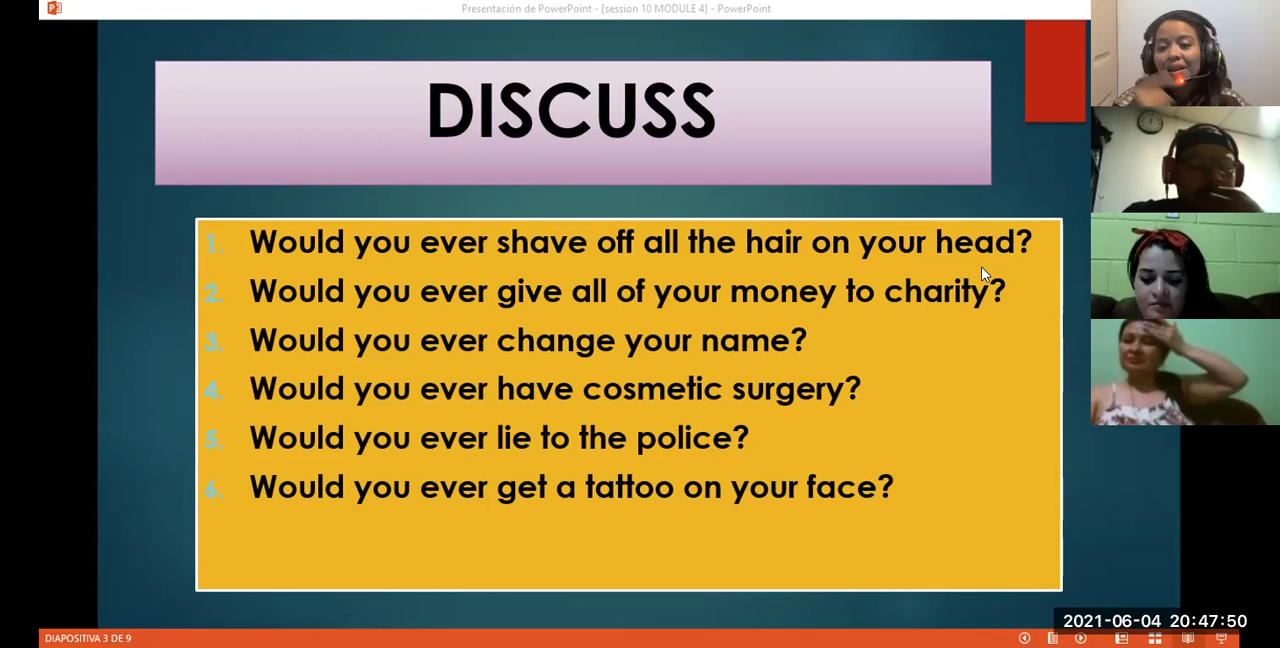 Presentación de PowerPoint - [session 10 MODULE 4] - PowerPoint
DISCUSS
1. Would you ever shave off all the hair on your head?
2. Would you ever give all of your money to charity?
3. Would you ever change your name?
4. Would you ever have cosmetic surgery?
5. Would you ever lie to the police?
6. Would you ever get a tattoo on your face?
2021-06-04 20:47:50
DIAPOSITIVA 3 DE 9